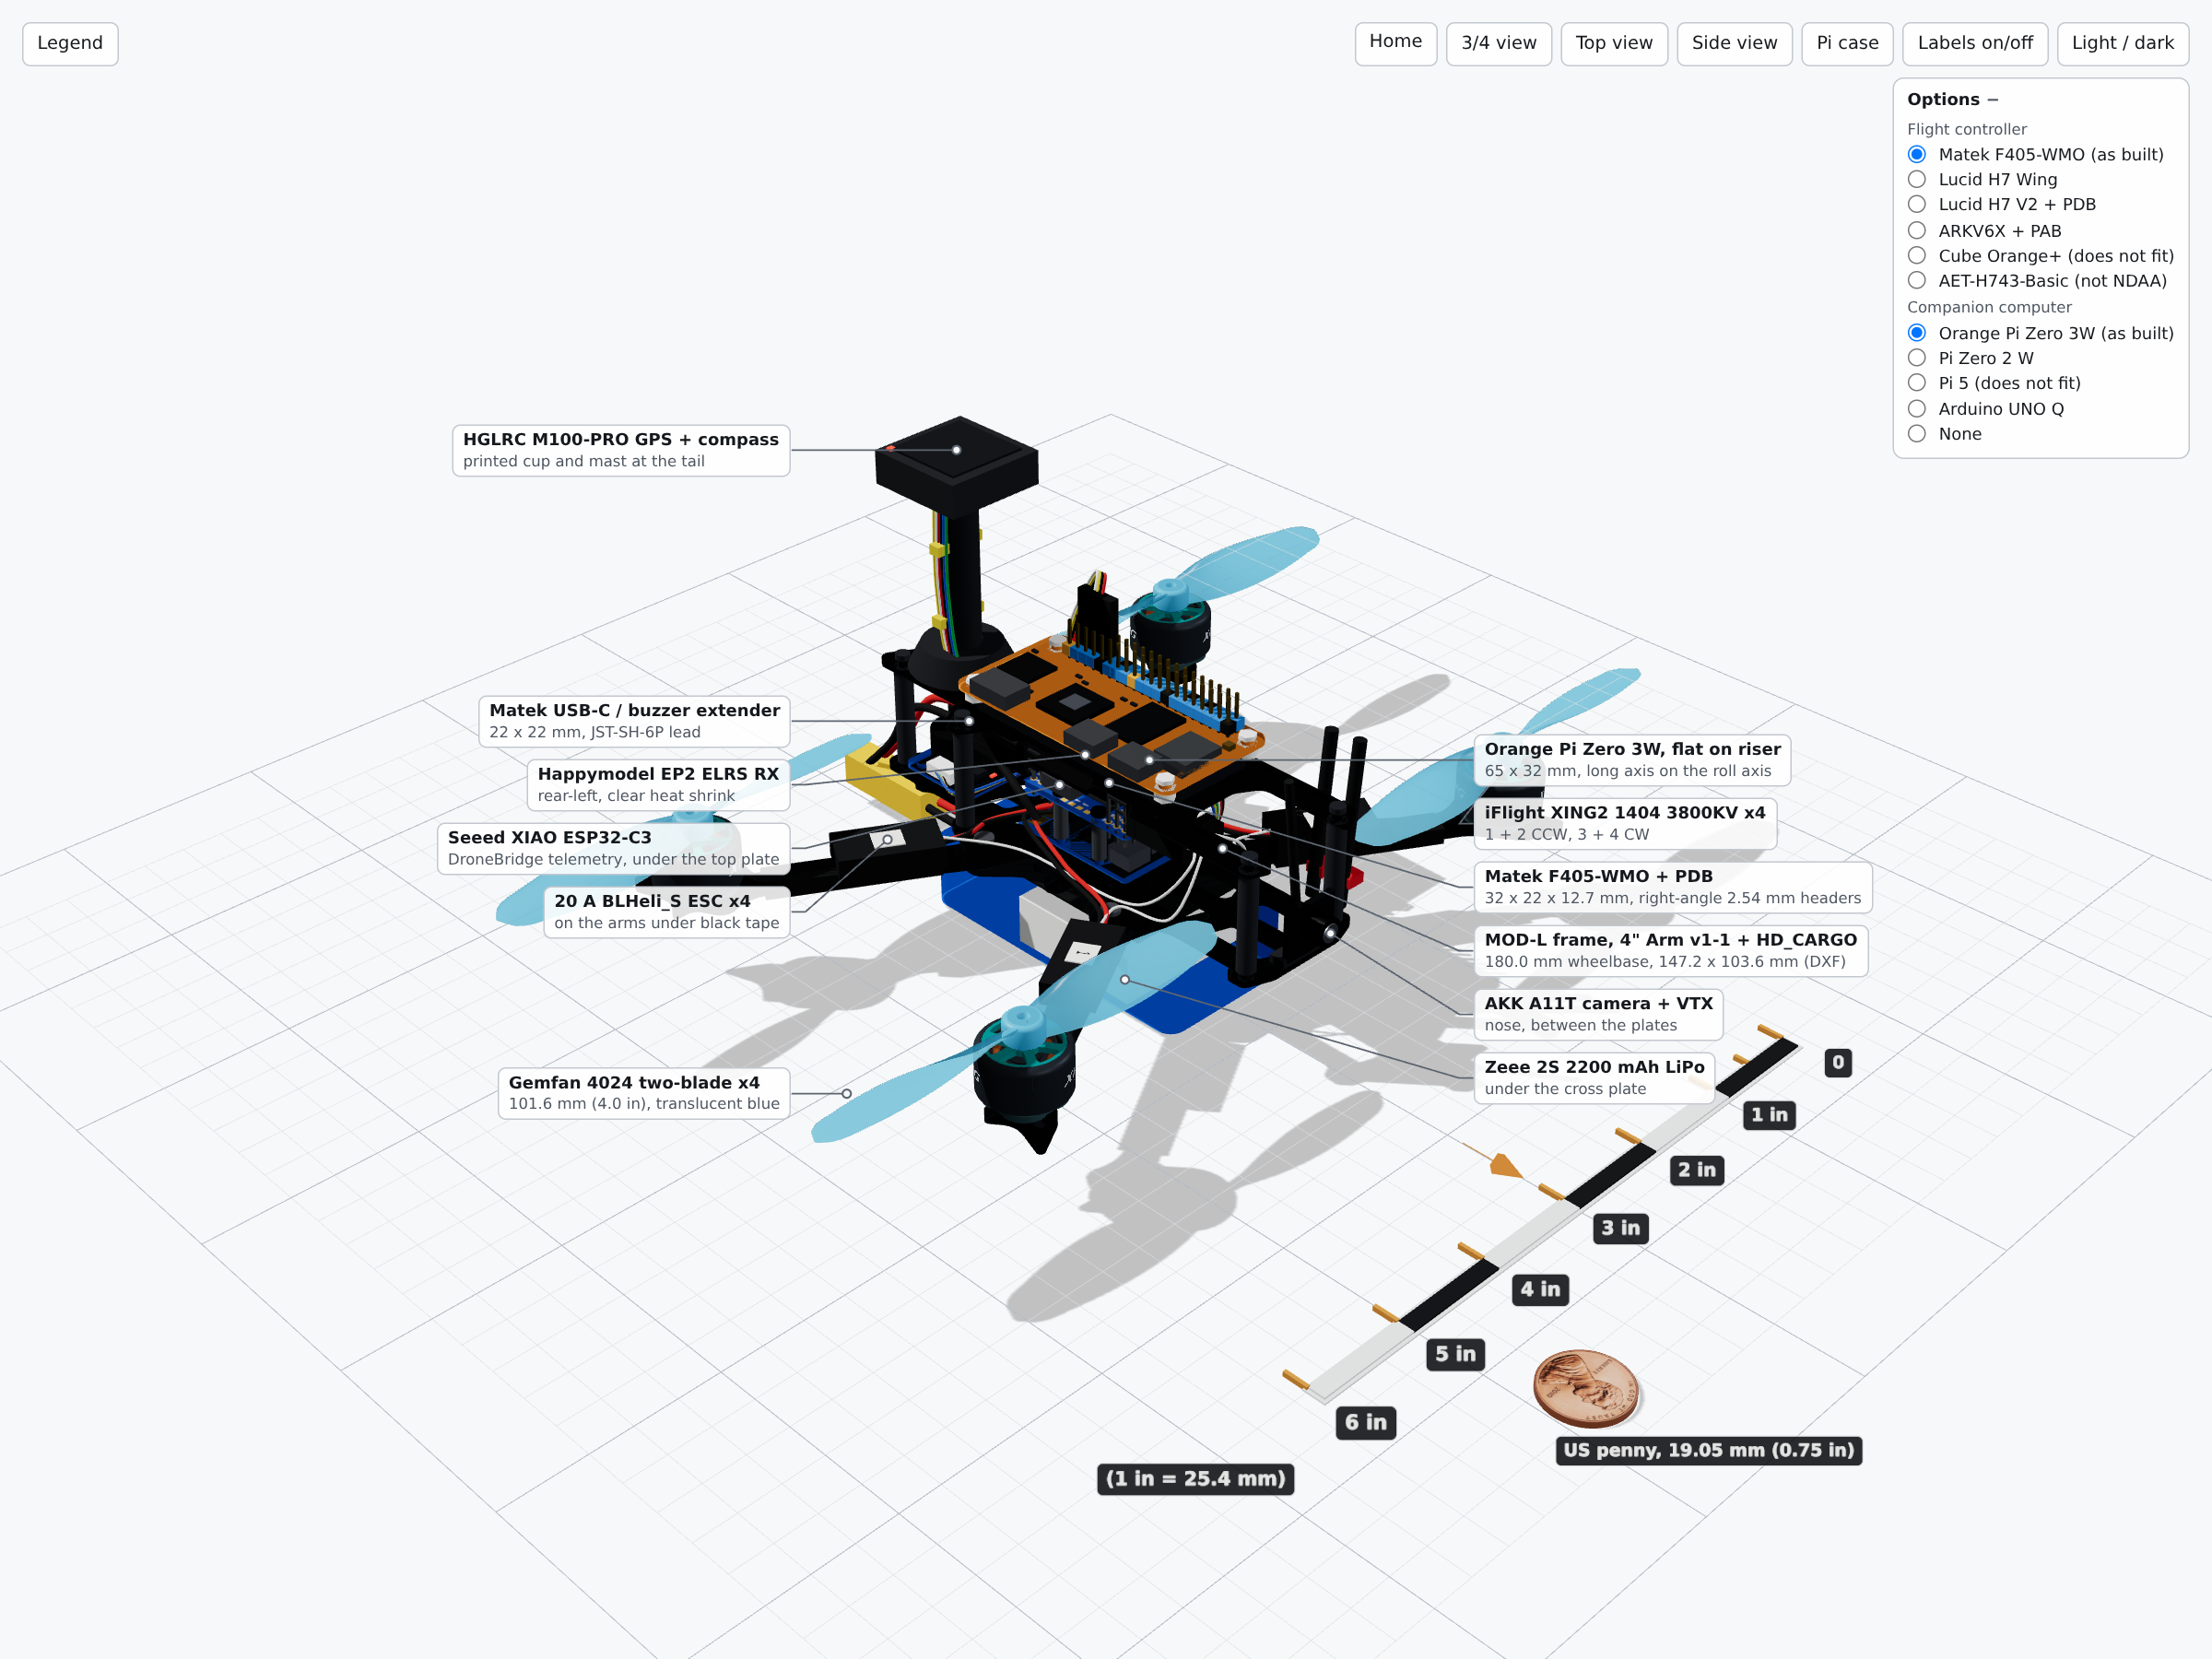 Legend
Home
3/4 view
Top view
Side view
Pi case
Labels on/off
Light / dark
Options −
Flight controller
Matek F405-WMO (as built)
Lucid H7 Wing
Lucid H7 V2 + PDB
ARKV6X + PAB
Cube Orange+ (does not fit)
AET-H743-Basic (not NDAA)
Companion computer
Orange Pi Zero 3W (as built)
Pi Zero 2 W
Pi 5 (does not fit)
Arduino UNO Q
None
HGLRC M100-PRO GPS + compass
printed cup and mast at the tail
Matek USB-C / buzzer extender
22 x 22 mm, JST-SH-6P lead
Happymodel EP2 ELRS RX
rear-left, clear heat shrink
Seeed XIAO ESP32-C3
DroneBridge telemetry, under the top plate
20 A BLHeli_S ESC x4
on the arms under black tape
Gemfan 4024 two-blade x4
101.6 mm (4.0 in), translucent blue
Orange Pi Zero 3W, flat on riser
65 x 32 mm, long axis on the roll axis
iFlight XING2 1404 3800KV x4
1 + 2 CCW, 3 + 4 CW
Matek F405-WMO + PDB
32 x 22 x 12.7 mm, right-angle 2.54 mm headers
MOD-L frame, 4" Arm v1-1 + HD_CARGO
180.0 mm wheelbase, 147.2 x 103.6 mm (DXF)
AKK A11T camera + VTX
nose, between the plates
Zeee 2S 2200 mAh LiPo
under the cross plate
0
1 in
2 in
3 in
4 in
5 in
6 in
(1 in = 25.4 mm)
US penny, 19.05 mm (0.75 in)